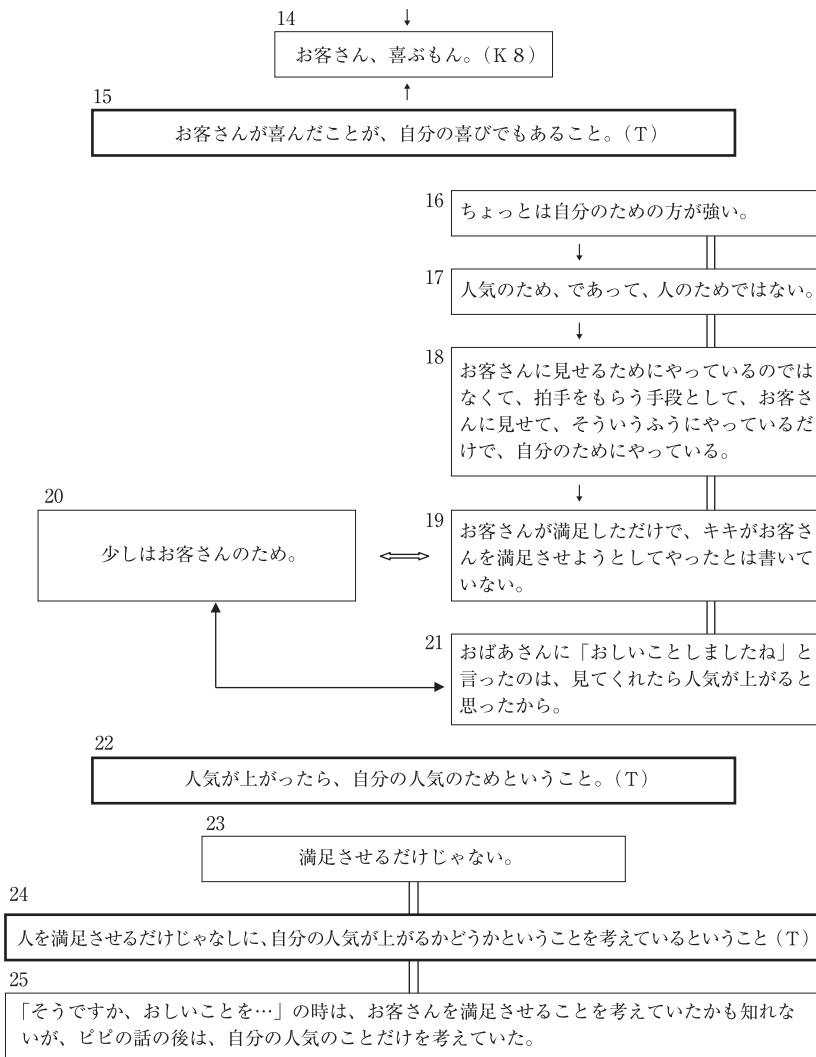 14
お客さん、喜ぶもん。(K 8)
15
お客さんが喜んだことが、自分の喜びでもあること。(T)
16
ちょっとは自分のための方が強い。
17
人気のため、であって、人のためではない。
18
お客さんに見せるためにやっているのでは
なくて、拍手をもらう手段として、お客さ
んに見せて、そういうふうにやっているだ
けで、自分のためにやっている。
20
少しはお客さんのため。
19
お客さんが満足しただけで、キキがお客さ
んを満足させようとしてやったとは書いて
いない。
21
おばあさんに「おしいことしましたね」と
言ったのは、見てくれたら人気が上がると
思ったから。
22
人気が上がったら、自分の人気のためということ。(T)
23
満足させるだけじゃない。
24
人を満足させるだけじゃなしに、自分の人気が上がるかどうかということを考えているということ(T)
25
「そうですか、おしいことを…」の時は、お客さんを満足させることを考えていたかも知れな
いが、ピピの話の後は、自分の人気のことだけを考えていた。